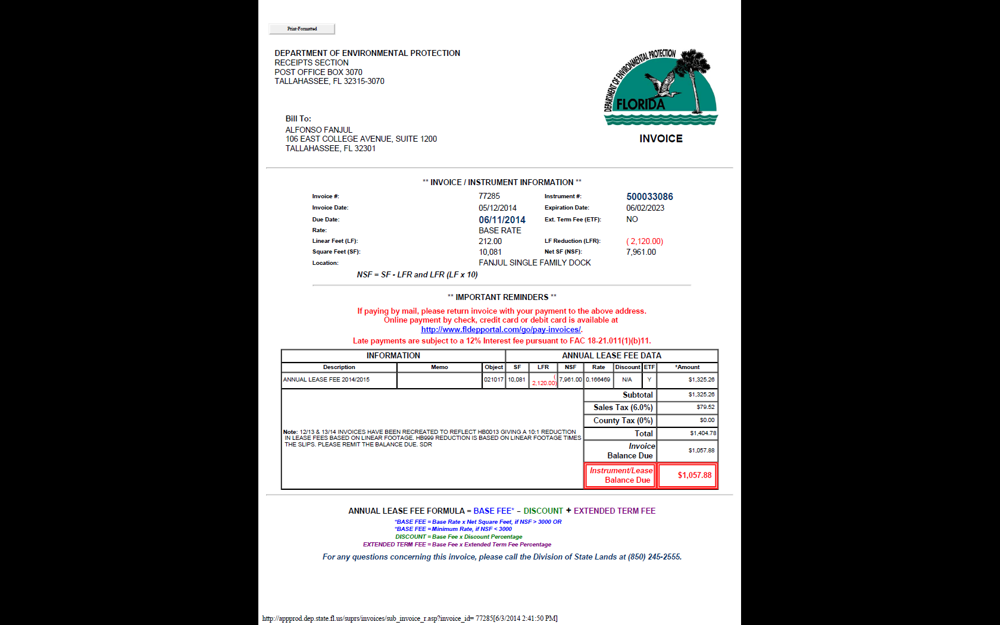 Print-Formatted
DEPARTMENT OF ENVIRONMENTAL PROTECTION
RECEIPTS SECTION
POST OFFICE BOX 3070
TALLAHASSEE, FL 32315-3070
DEPARTMENT OF ENVIRONMENTAL PROTECTION
FLORIDA
INVOICE
Bill To:
ALFONSO FANJUL
106 EAST COLLEGE AVENUE, SUITE 1200
TALLAHASSEE, FL 32301
** INVOICE / INSTRUMENT INFORMATION **
Invoice #: 77285 Instrument #: 500033086
Invoice Date: 05/12/2014 Expiration Date: 06/02/2023
Due Date: 06/11/2014 Ext. Term Fee (ETF): NO
Rate: BASE RATE
Linear Feet (LF): 212.00 LF Reduction (LFR): ( 2,120.00)
Square Feet (SF): 10,081 Net SF (NSF): 7,961.00
Location: FANJUL SINGLE FAMILY DOCK
NSF = SF - LFR and LFR (LF x 10)
** IMPORTANT REMINDERS **
If paying by mail, please return invoice with your payment to the above address.
Online payment by check, credit card or debit card is available at
http://www.fldepportal.com/go/pay-invoices/.
Late payments are subject to a 12% Interest fee pursuant to FAC 18-21.011(1)(b)11.
INFORMATION ANNUAL LEASE FEE DATA
Description Memo Object SF LFR NSF Rate Discount ETF *Amount
ANNUAL LEASE FEE 2014/2015 021017 10,081 ( 2,120.00) 7,961.00 0.166469 N/A Y $1,325.26
Subtotal $1,325.26
Sales Tax (6.0%) $79.52
County Tax (0%) $0.00
Total $1,404.78
Invoice
Balance Due $1,057.88
Instrument/Lease
Balance Due $1,057.88
Note: 12/13 & 13/14 INVOICES HAVE BEEN RECREATED TO REFLECT HB0013 GIVING A 10:1 REDUCTION
IN LEASE FEES BASED ON LINEAR FOOTAGE. HB999 REDUCTION IS BASED ON LINEAR FOOTAGE TIMES
THE SLIPS. PLEASE REMIT THE BALANCE DUE. SDR
ANNUAL LEASE FEE FORMULA = BASE FEE* – DISCOUNT + EXTENDED TERM FEE
*BASE FEE = Base Rate x Net Square Feet, if NSF > 3000 OR
*BASE FEE = Minimum Rate, if NSF < 3000
DISCOUNT = Base Fee x Discount Percentage
EXTENDED TERM FEE = Base Fee x Extended Term Fee Percentage
For any questions concerning this invoice, please call the Division of State Lands at (850) 245-2555.
http://appprod.dep.state.fl.us/suprs/invoices/sub_invoice_r.asp?invoice_id= 77285[6/3/2014 2:41:50 PM]